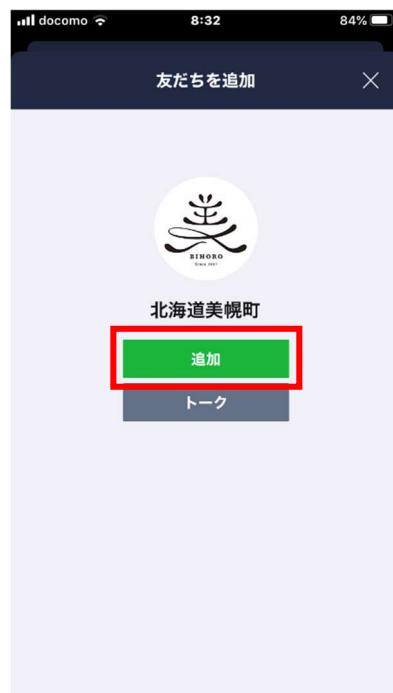 docomo 8:32 84%
友だちを追加
美
BIHORO
Since 1887
北海道美幌町
追加
トーク